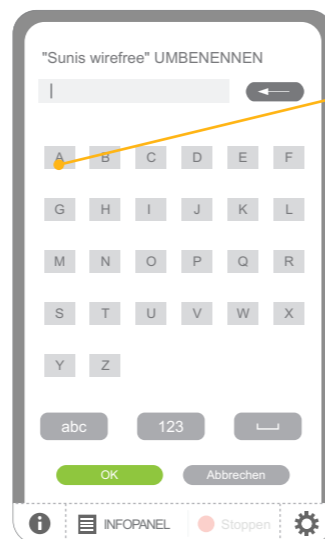 "Sunis wirefree" UMBENENNEN
A B C D E F
G H I J K L
M N O P Q R
S T U V W X
Y Z
abc 123
OK Abbrechen
INFOPANEL Stoppen